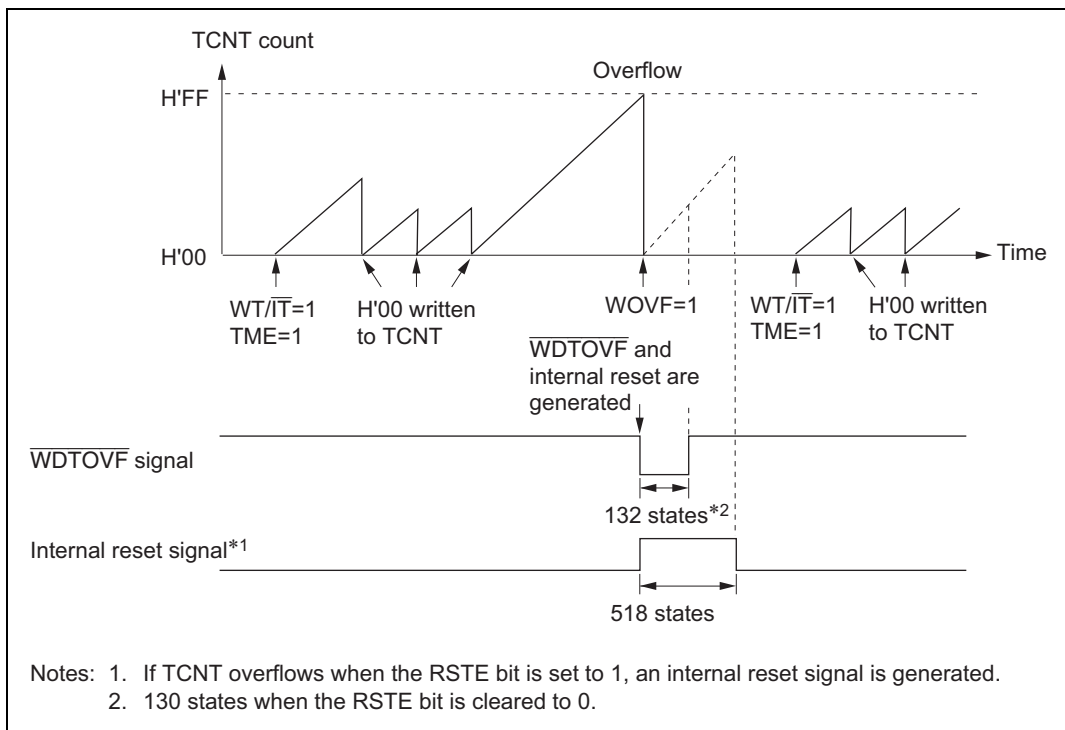 TCNT count
Overflow
H'FF
H'00
Time
WT/IT=1
TME=1
H'00 written
to TCNT
WOVF=1
WT/IT=1
TME=1
H'00 written
to TCNT
WDTOVF and
internal reset are
generated
WDTOVF signal
132 states*2
Internal reset signal*1
518 states
Notes: 1. If TCNT overflows when the RSTE bit is set to 1, an internal reset signal is generated.
2. 130 states when the RSTE bit is cleared to 0.